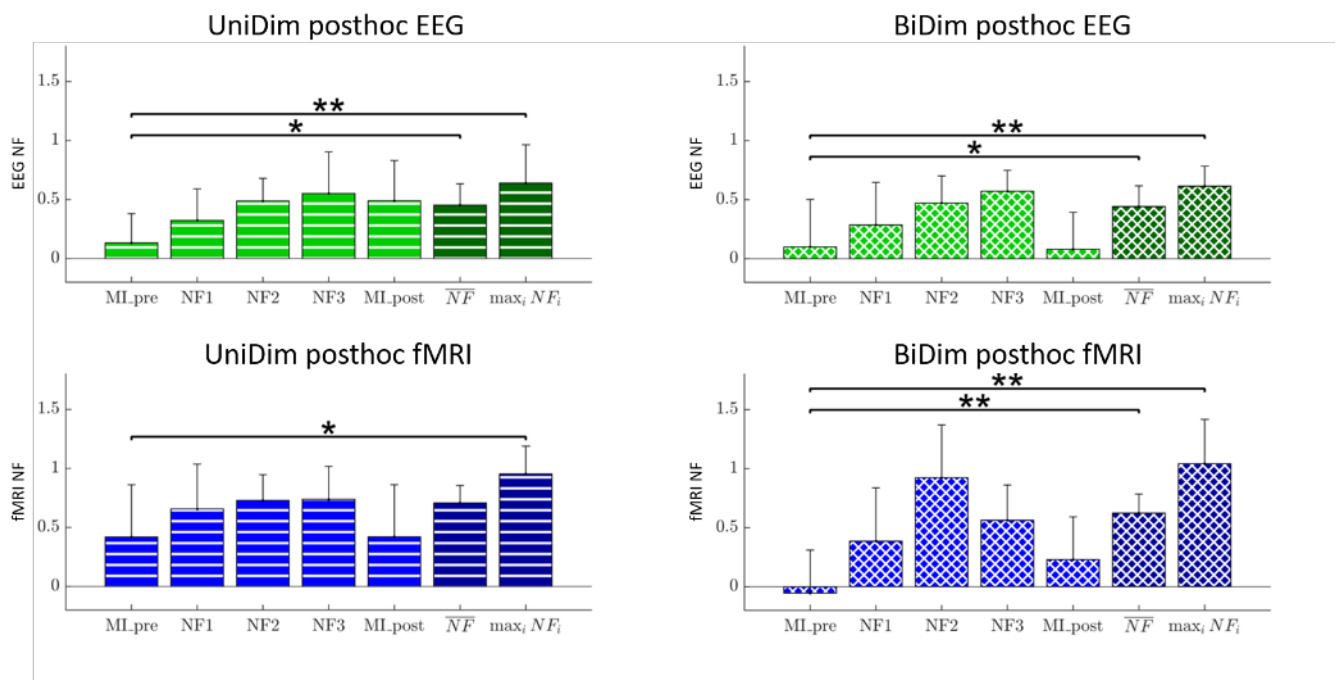 UniDim posthoc EEG
EEG NF
1.5
1
0.5
0
**
*
MI_pre NF1 NF2 NF3 MI_post \overline{NF} max_i NF_i
BiDim posthoc EEG
EEG NF
1.5
1
0.5
0
**
*
MI_pre NF1 NF2 NF3 MI_post \overline{NF} max_i NF_i
UniDim posthoc fMRI
fMRI NF
1.5
1
0.5
0
*
MI_pre NF1 NF2 NF3 MI_post \overline{NF} max_i NF_i
BiDim posthoc fMRI
fMRI NF
1.5
1
0.5
0
**
**
MI_pre NF1 NF2 NF3 MI_post \overline{NF} max_i NF_i